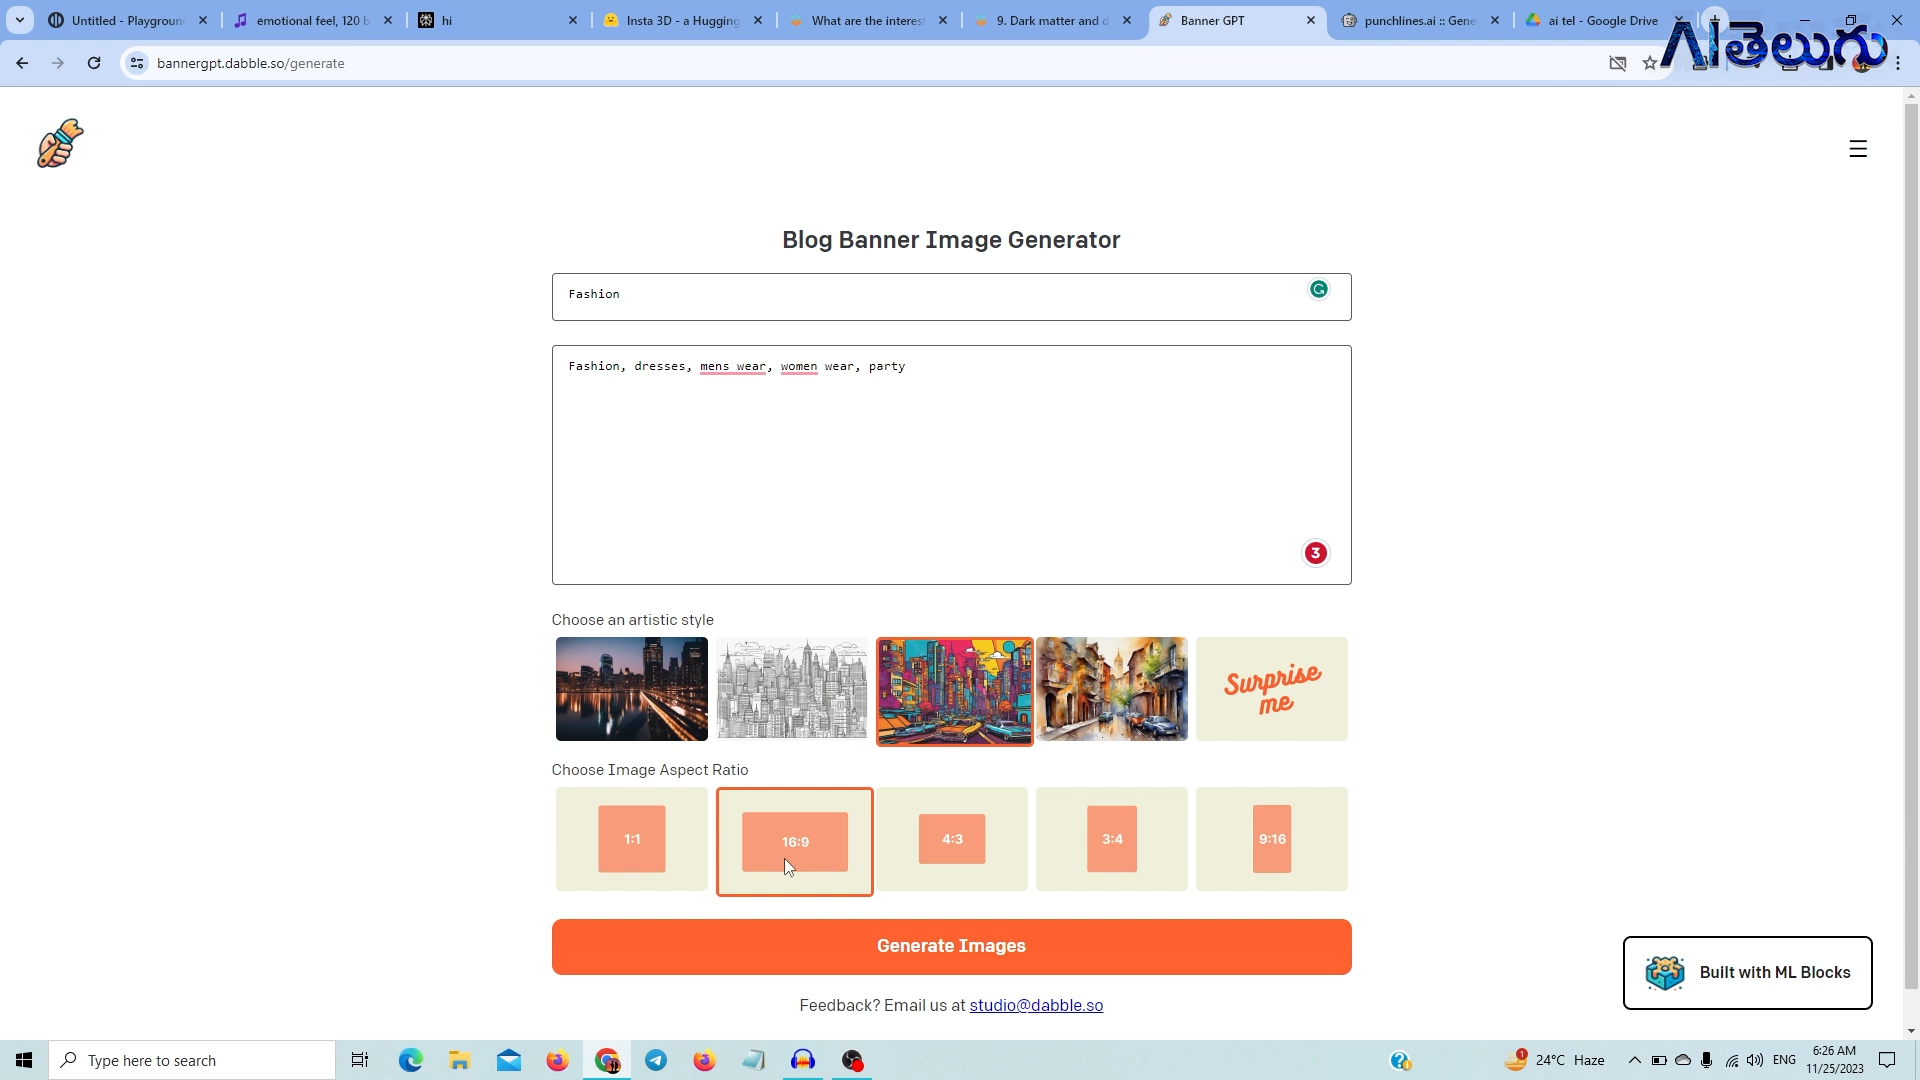 Untitled - Playground
emotional feel, 120 b
hi
Insta 3D - a Hugging
What are the interest
9. Dark matter and d
Banner GPT
punchlines.ai :: Gene
ai tel - Google Drive
AIతెలుగు
bannergpt.dabble.so/generate
Blog Banner Image Generator
Fashion
Fashion, dresses, mens wear, women wear, party
3
Choose an artistic style
Surprise
me
Choose Image Aspect Ratio
1:1
16:9
4:3
3:4
9:16
Generate Images
Built with ML Blocks
Feedback? Email us at studio@dabble.so
Type here to search
1
24°C Haze
ENG
6:26 AM
11/25/2023